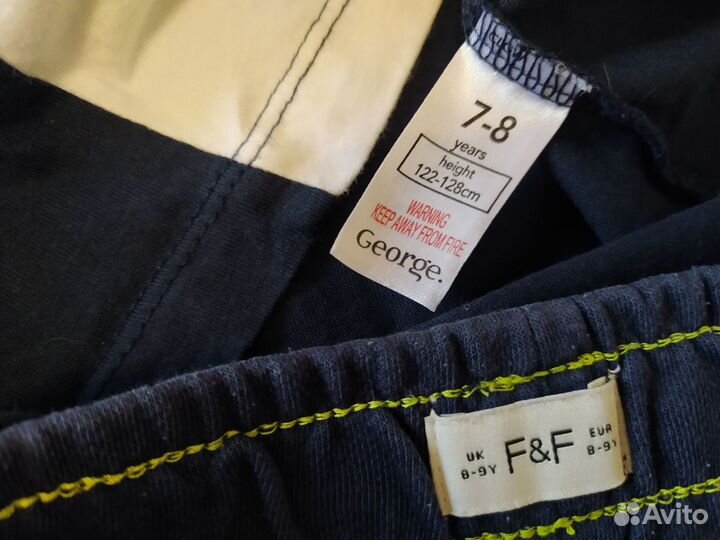 7-8
years
height
122-128cm
WARNING
KEEP AWAY FROM FIRE
George.
UK
8-9Y
F&F
EUR
8-9Y
Avito